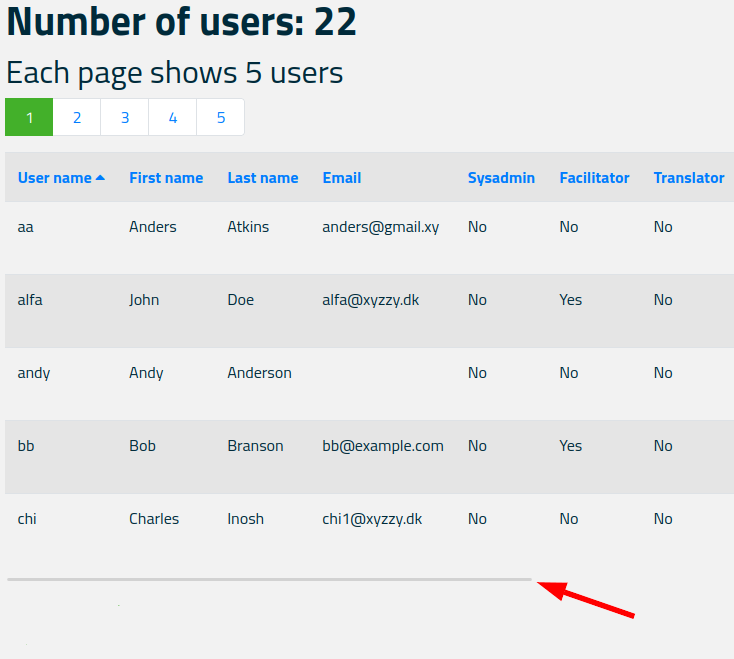 Number of users: 22
Each page shows 5 users
1 2 3 4 5
User name First name Last name Email Sysadmin Facilitator Translator
aa Anders Atkins anders@gmail.xy No No No
alfa John Doe alfa@xyzzy.dk No Yes No
andy Andy Anderson No No No
bb Bob Branson bb@example.com No Yes No
chi Charles Inosh chi1@xyzzy.dk No No No